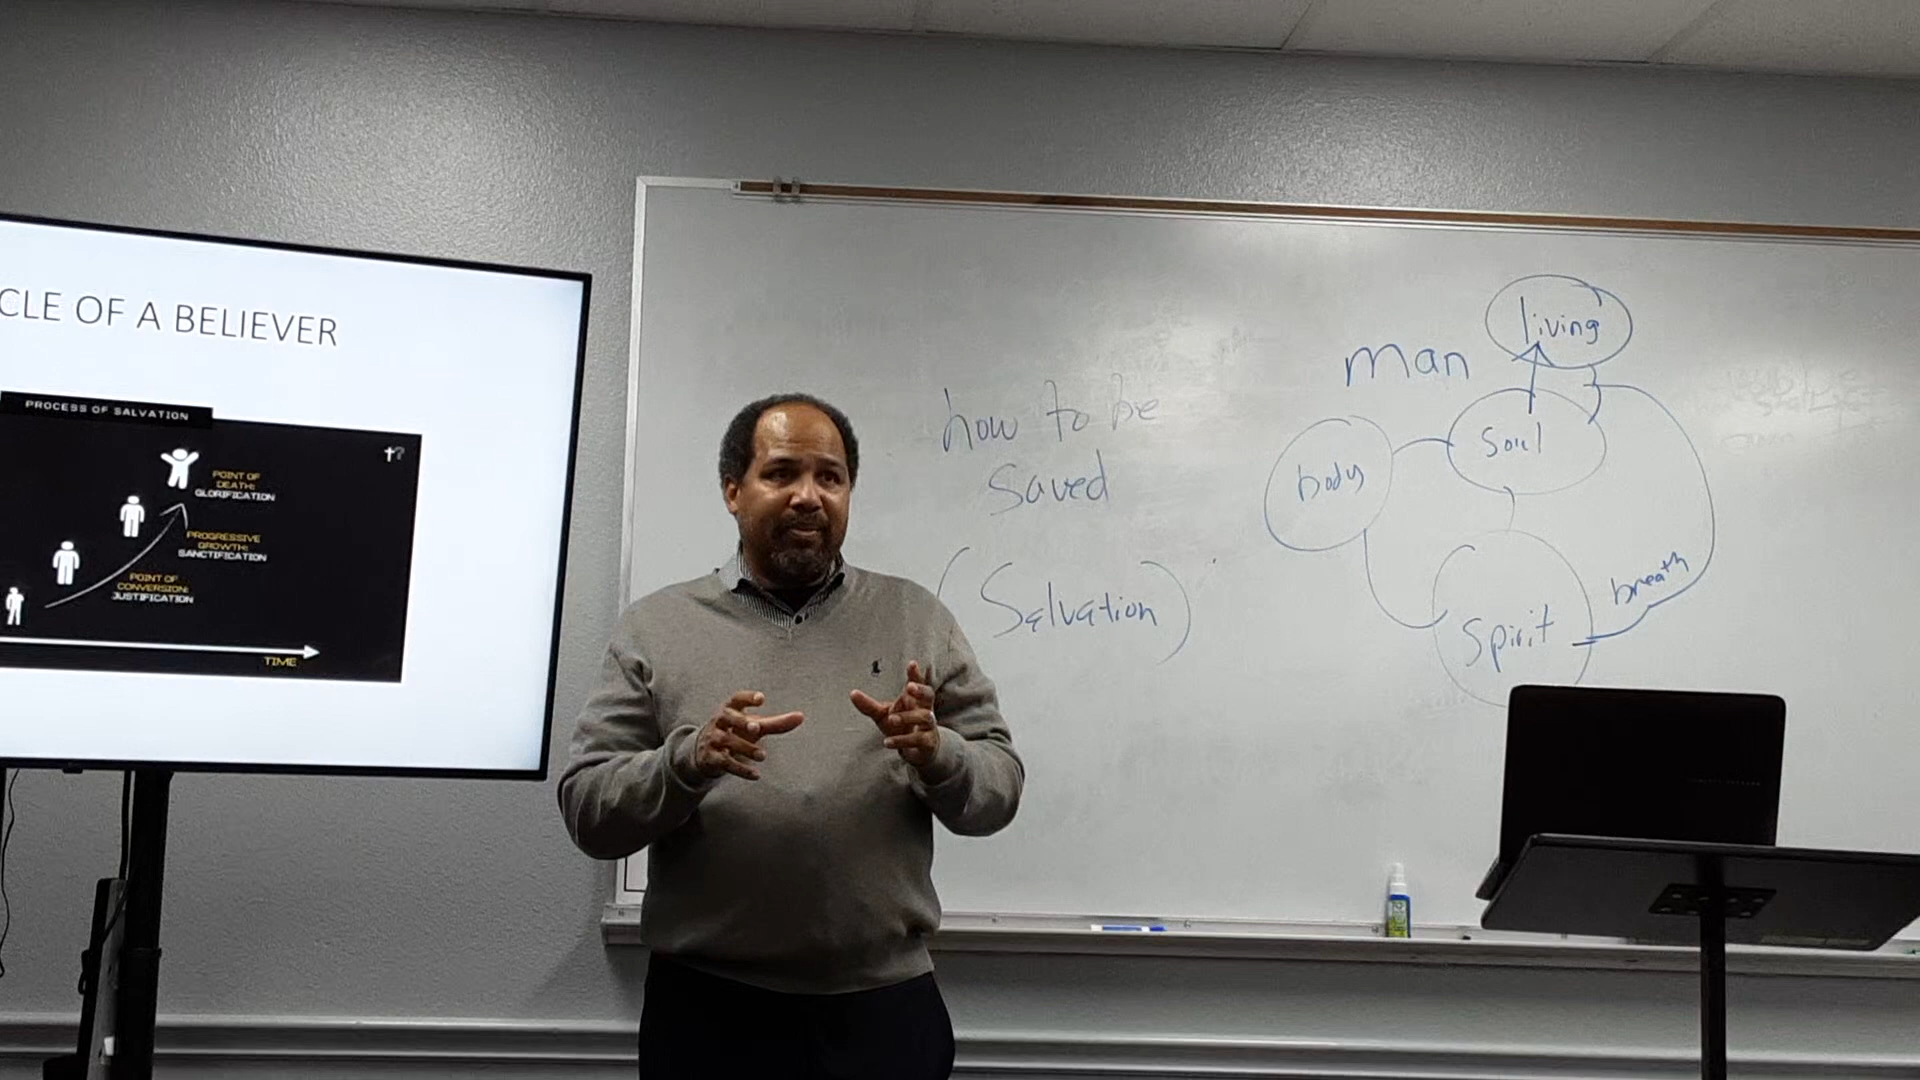 CLE OF A BELIEVER
PROCESS OF SALVATION
POINT OF
DEATH:
GLORIFICATION
PROGRESSIVE
GROWTH:
SANCTIFICATION
POINT OF
CONVERSION:
JUSTIFICATION
TIME
how to be
saved
(Salvation)
man
living
body
soul
spirit
breath